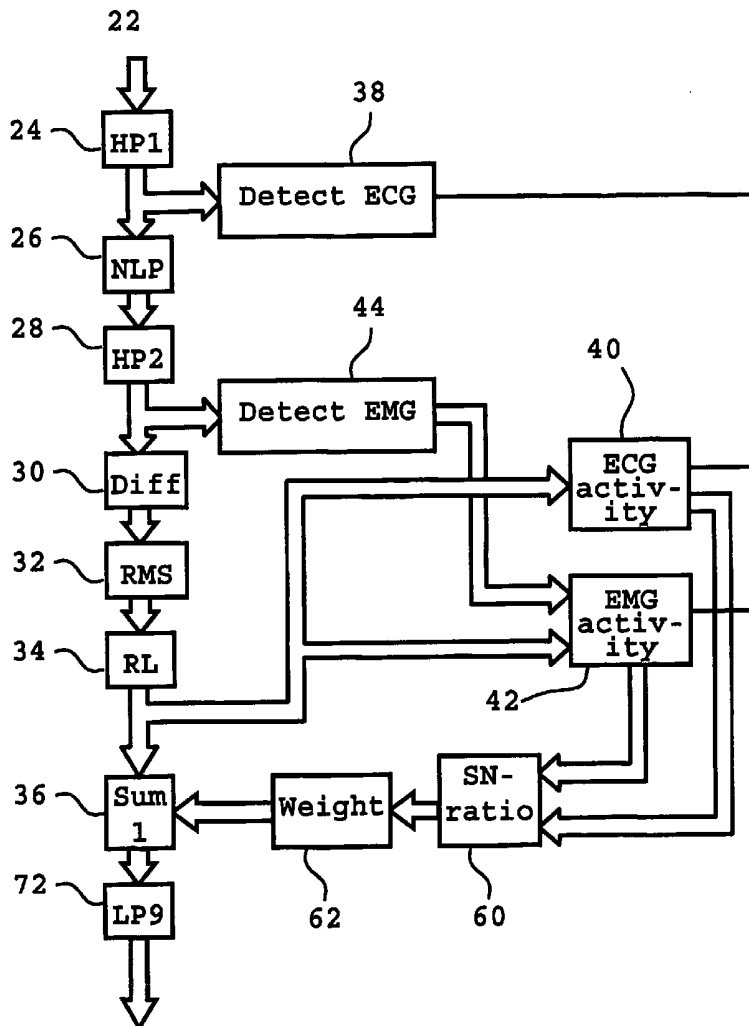 22
24
HP1
38
Detect ECG
26
NLP
28
HP2
44
Detect EMG
40
ECG
activ-
ity
30
Diff
32
RMS
EMG
activ-
ity
34
RL
42
36
Sum
1
Weight
SN-
ratio
72
LP9
62
60